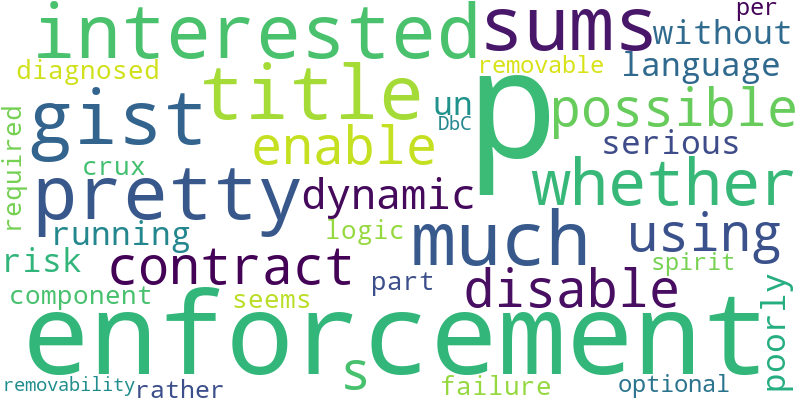 interested
sums
per
without
diagnosed
title
removable
language
gist
un
DbC
p
possible
required
crux
enable
serious
pretty
dynamic
whether
running
logic
much
using
risk
contract
part
disable
spirit
component
seems
poorly
enforcement
s
removability
rather
failure
optional